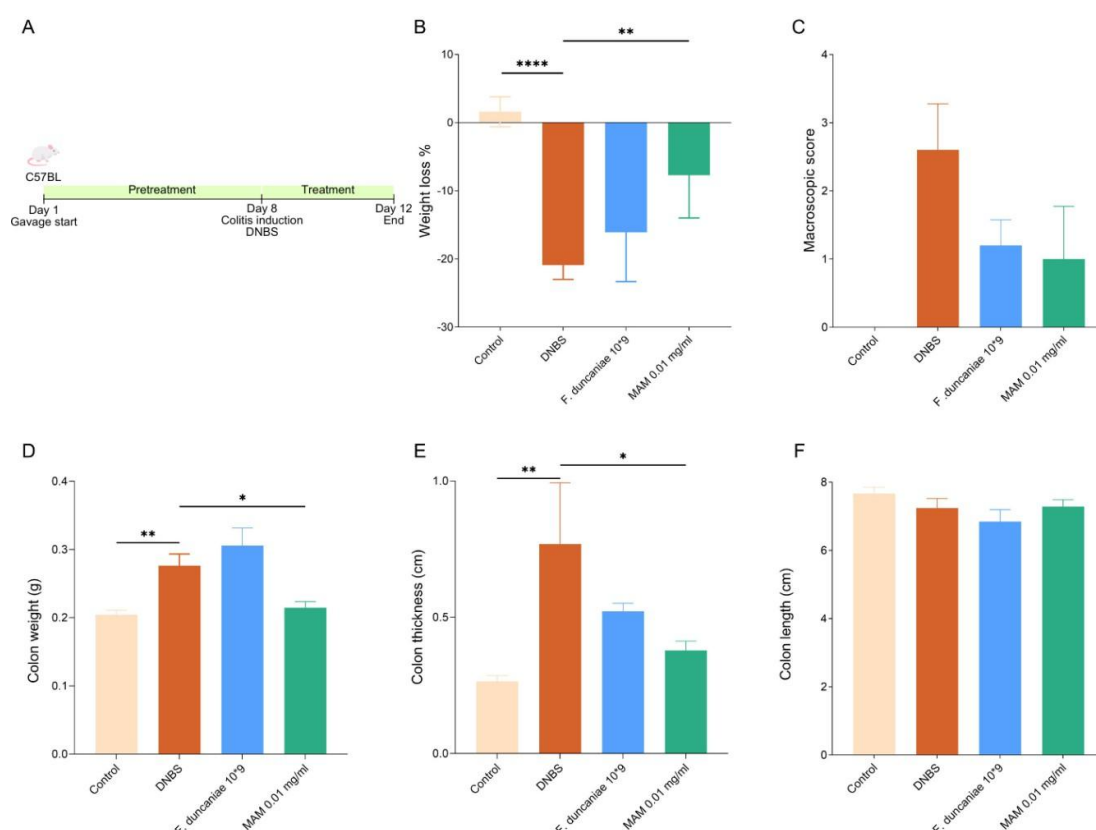 A
C57BL
Pretreatment
Treatment
Day 1
Gavage start
Day 8
Colitis induction
DNBS
Day 12
End
B
**
****
Weight loss %
10
0
-10
-20
-30
Control
DNBS
F. duncaniae 10*9
MAM 0.01 mg/ml
C
Macroscopic score
4
3
2
1
0
Control
DNBS
F .duncaniae 10*9
MAM 0.01 mg/ml
D
*
**
Colon weight (g)
0.4
0.3
0.2
0.1
0.0
Control
DNBS
F. duncaniae 10*9
MAM 0.01 mg/ml
E
*
**
Colon thickness (cm)
1.0
0.5
0.0
Control
DNBS
F. duncaniae 10*9
MAM 0.01 mg/ml
F
Colon length (cm)
8
6
4
2
0
Control
DNBS
F. duncaniae 10*9
MAM 0.01 mg/ml